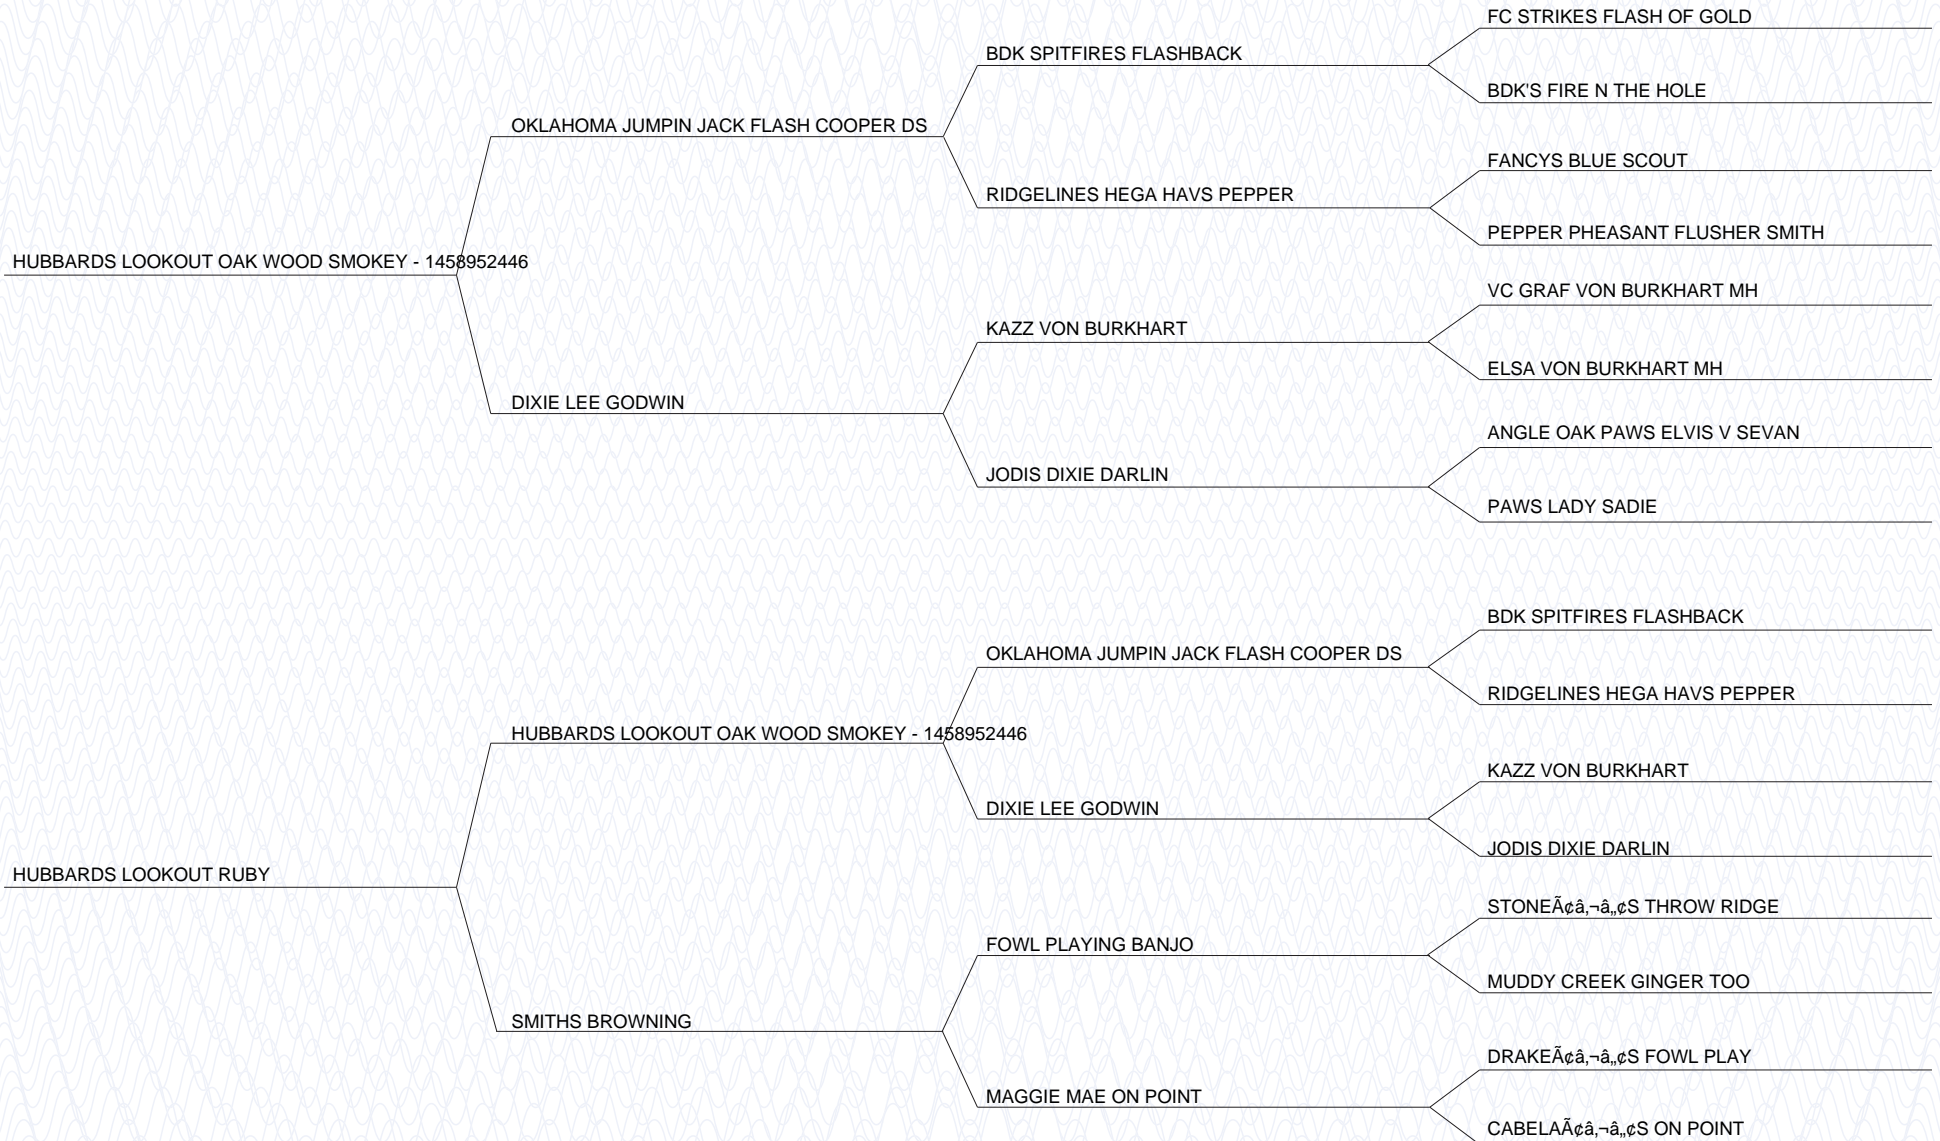 FC STRIKES FLASH OF GOLD
BDK SPITFIRES FLASHBACK
BDK'S FIRE N THE HOLE
OKLAHOMA JUMPIN JACK FLASH COOPER DS
FANCYS BLUE SCOUT
RIDGELINES HEGA HAVS PEPPER
PEPPER PHEASANT FLUSHER SMITH
HUBBARDS LOOKOUT OAK WOOD SMOKEY - 1458952446
VC GRAF VON BURKHART MH
KAZZ VON BURKHART
ELSA VON BURKHART MH
DIXIE LEE GODWIN
ANGLE OAK PAWS ELVIS V SEVAN
JODIS DIXIE DARLIN
PAWS LADY SADIE
BDK SPITFIRES FLASHBACK
OKLAHOMA JUMPIN JACK FLASH COOPER DS
RIDGELINES HEGA HAVS PEPPER
HUBBARDS LOOKOUT OAK WOOD SMOKEY - 1458952446
KAZZ VON BURKHART
DIXIE LEE GODWIN
JODIS DIXIE DARLIN
HUBBARDS LOOKOUT RUBY
STONEÃ¢â‚¬â„¢S THROW RIDGE
FOWL PLAYING BANJO
MUDDY CREEK GINGER TOO
SMITHS BROWNING
DRAKEÃ¢â‚¬â„¢S FOWL PLAY
MAGGIE MAE ON POINT
CABELAÃ¢â‚¬â„¢S ON POINT